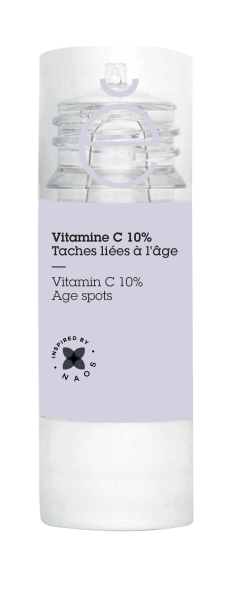 ĕ
Vitamine C 10%
Taches liées à l'âge
Vitamin C 10%
Age spots
INSPIRED BY
NAOS